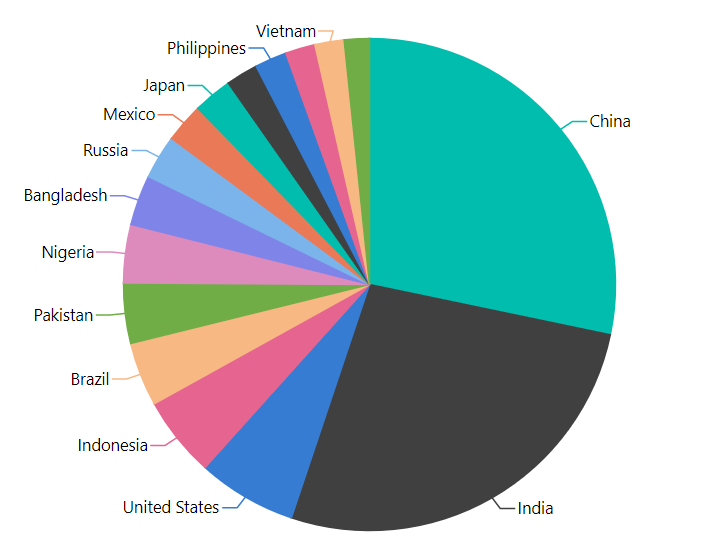 Vietnam
Philippines
Japan
China
Mexico
Russia
Bangladesh
Nigeria
Pakistan
Brazil
Indonesia
United States
India